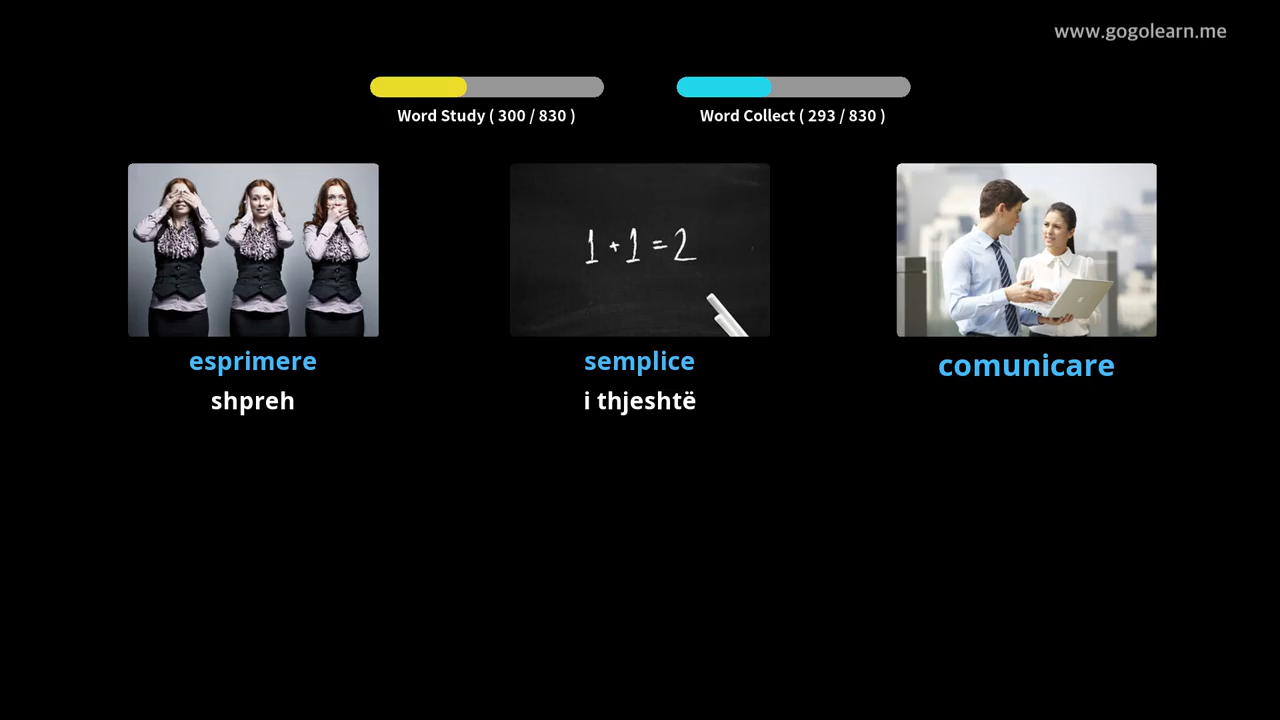 www.gogolearn.me
Word Study ( 300 / 830 )
Word Collect ( 293 / 830 )
1 + 1 = 2
esprimere
semplice
comunicare
shpreh
i thjeshtë